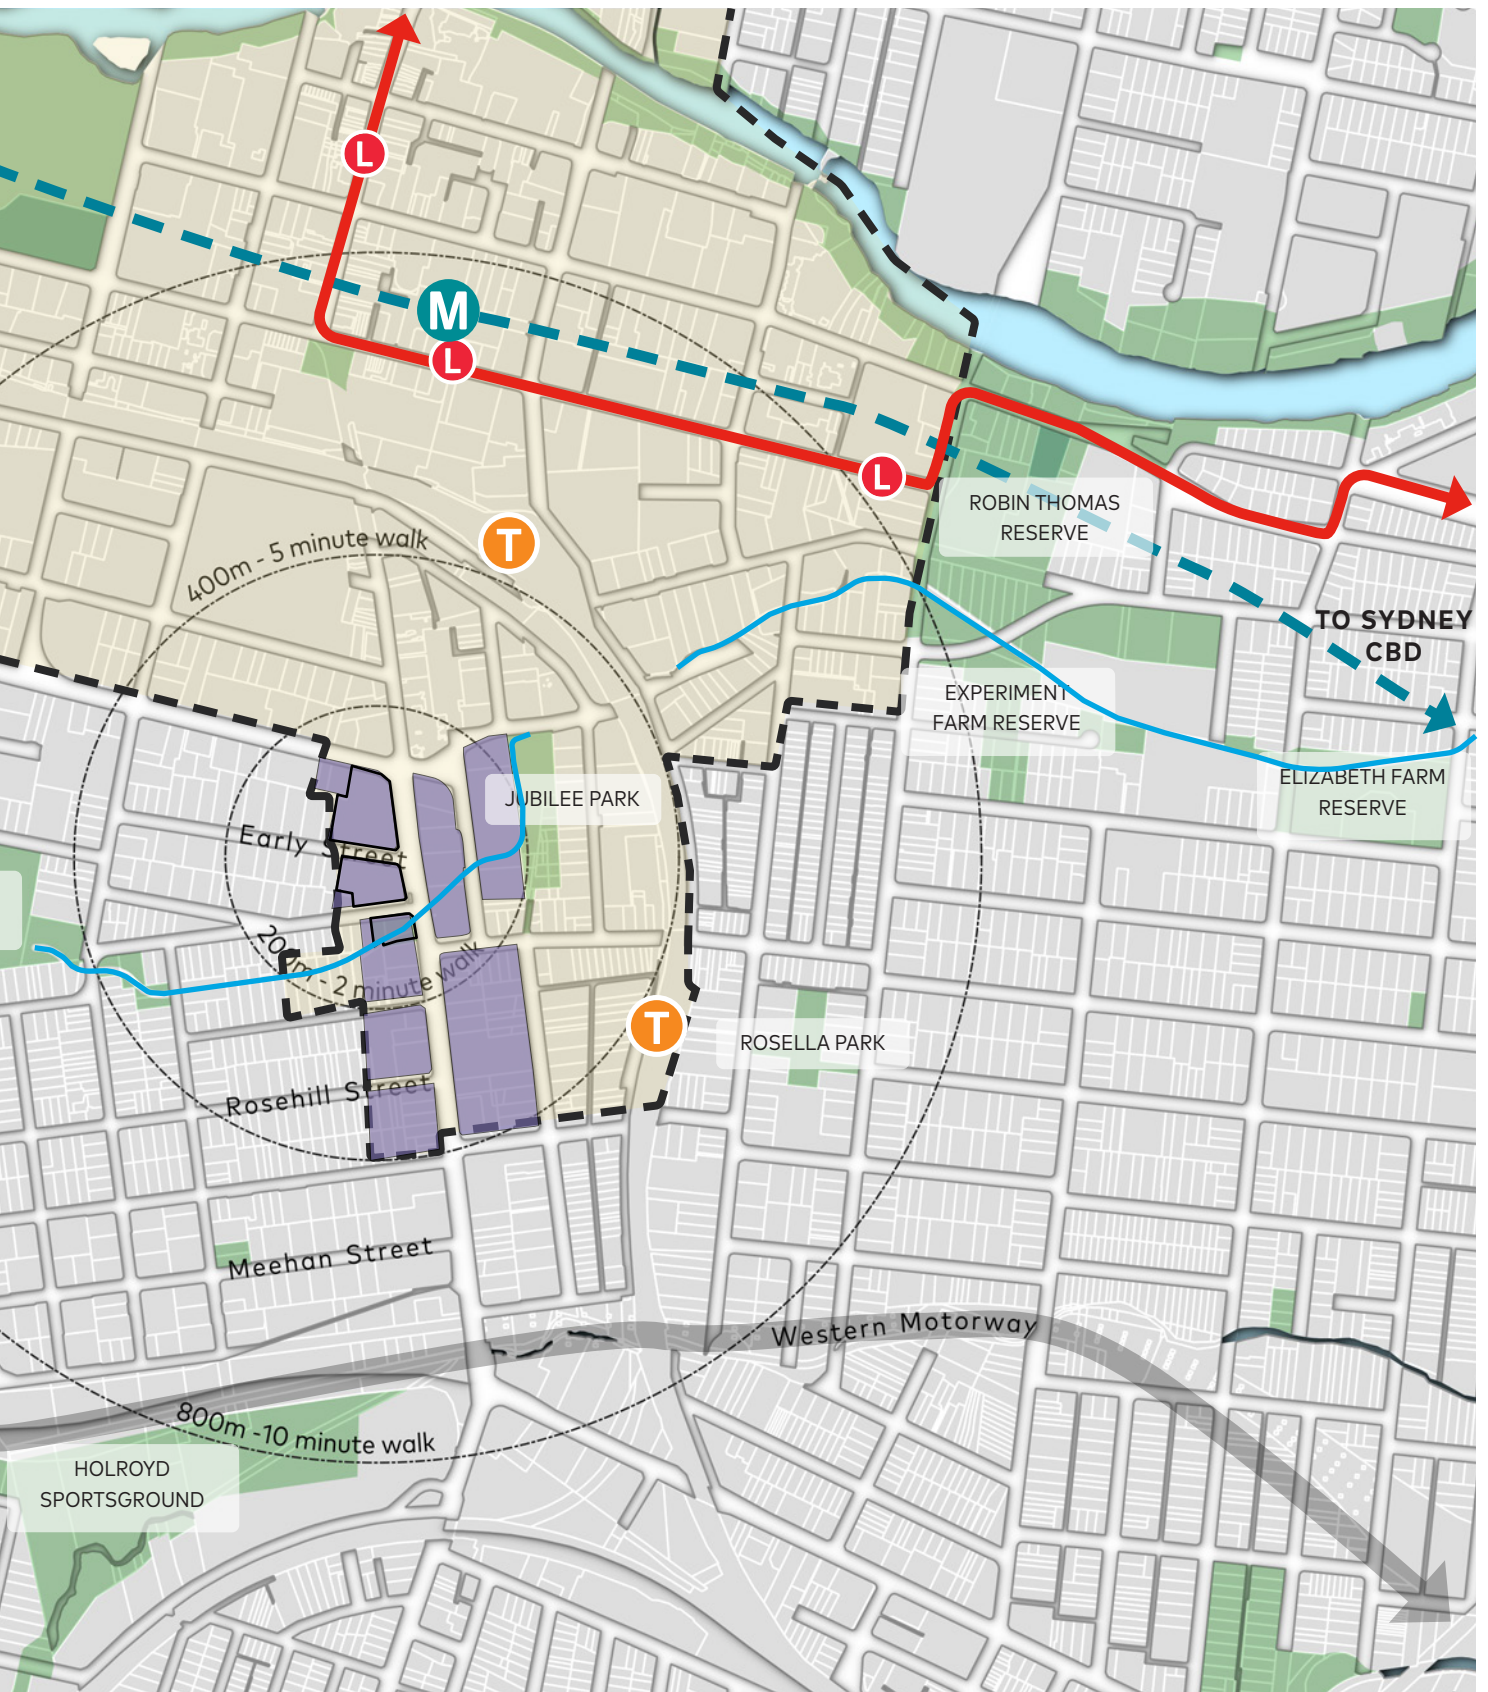 L
M
L
L
ROBIN THOMAS
RESERVE
T
400m - 5 minute walk
TO SYDNEY
CBD
EXPERIMENT
FARM RESERVE
JUBILEE PARK
ELIZABETH FARM
RESERVE
Early Street
200m - 2 minute walk
T
ROSELLA PARK
Rosehill Street
Meehan Street
Western Motorway
800m -10 minute walk
HOLROYD
SPORTSGROUND